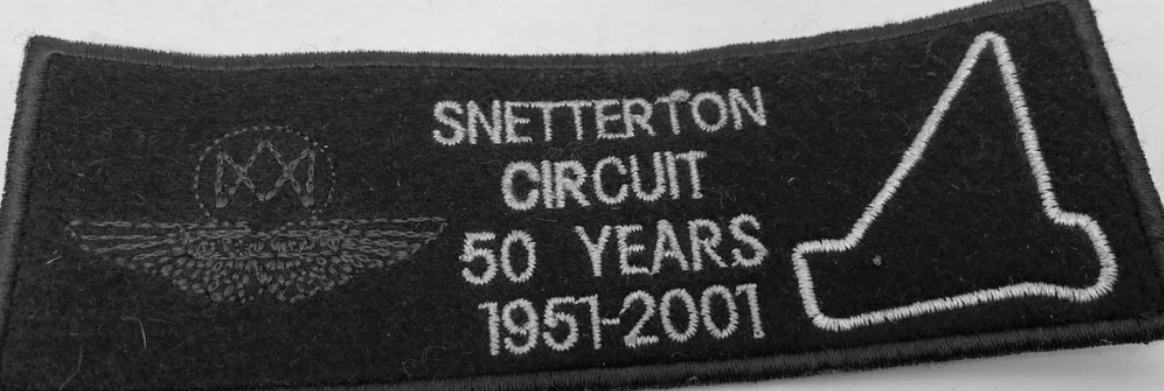 SNETTERTON
CIRCUIT
50 YEARS
1951-2001